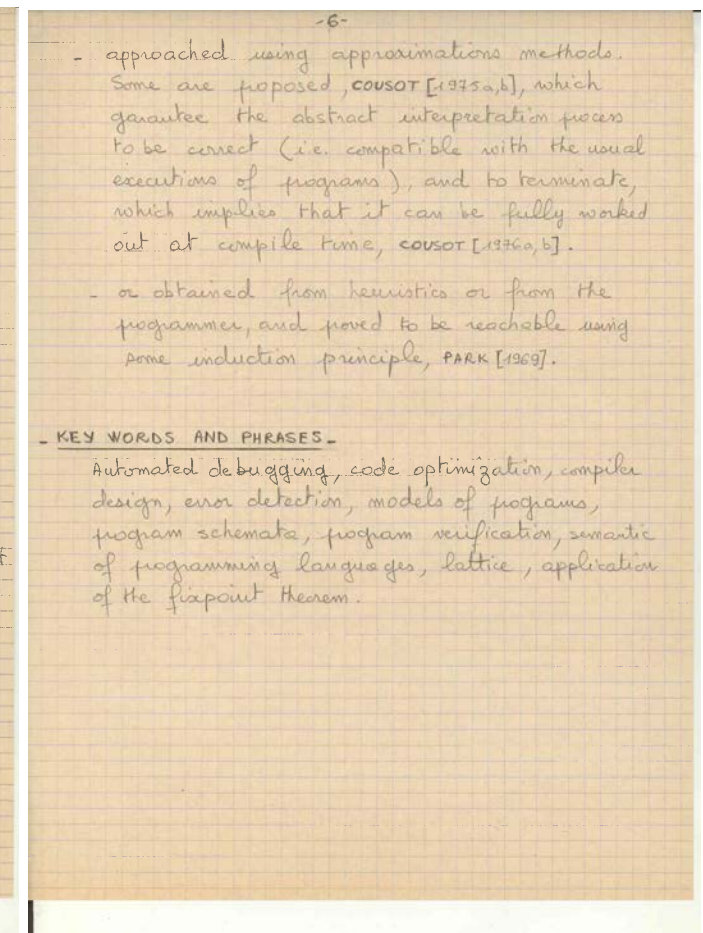 -6-
- approached using approximations methods.
Some are proposed, COUSOT [1975a,b], which
garantee the abstract interpretation process
to be correct (i.e. compatible with the usual
executions of programs), and to terminate,
which implies that it can be fully worked
out at compile time, COUSOT [1976a,b].
- or obtained from heuristics or from the
programmer, and proved to be reachable using
some induction principle, PARK [1969].
- KEY WORDS AND PHRASES -
Automated debugging, code optimization, compiler
design, error detection, models of programs,
program schemata, program verification, semantic
of programming languages, lattice, application
of the fixpoint theorem.